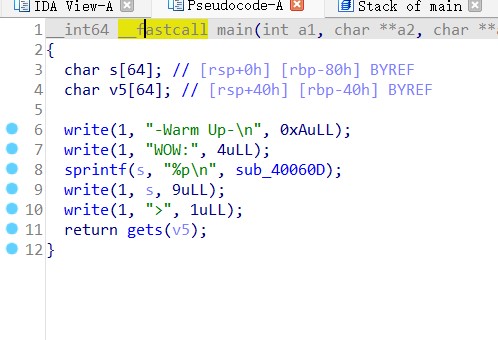 IDA View-A Pseudocode-A Stack of main
1 __int64 __fastcall main(int a1, char **a2, char **
2 {
3 char s[64]; // [rsp+0h] [rbp-80h] BYREF
4 char v5[64]; // [rsp+40h] [rbp-40h] BYREF
5
6 write(1, "-Warm Up-\n", 0xAuLL);
7 write(1, "WOW:", 4uLL);
8 sprintf(s, "%p\n", sub_40060D);
9 write(1, s, 9uLL);
10 write(1, ">", 1uLL);
11 return gets(v5);
12 }